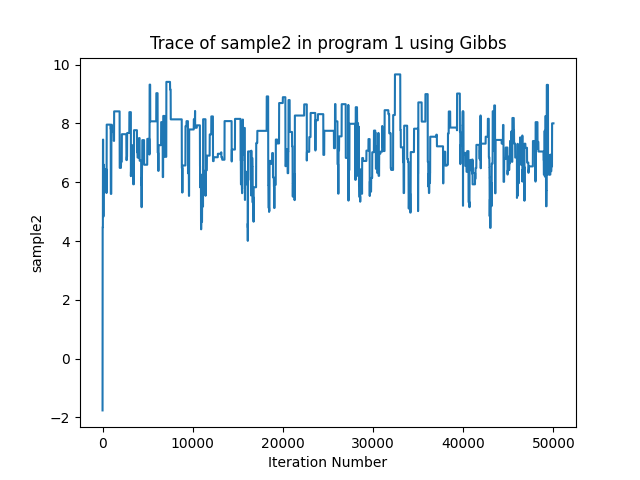 Trace of sample2 in program 1 using Gibbs
10
8
6
4
2
0
−2
sample2
0 10000 20000 30000 40000 50000
Iteration Number